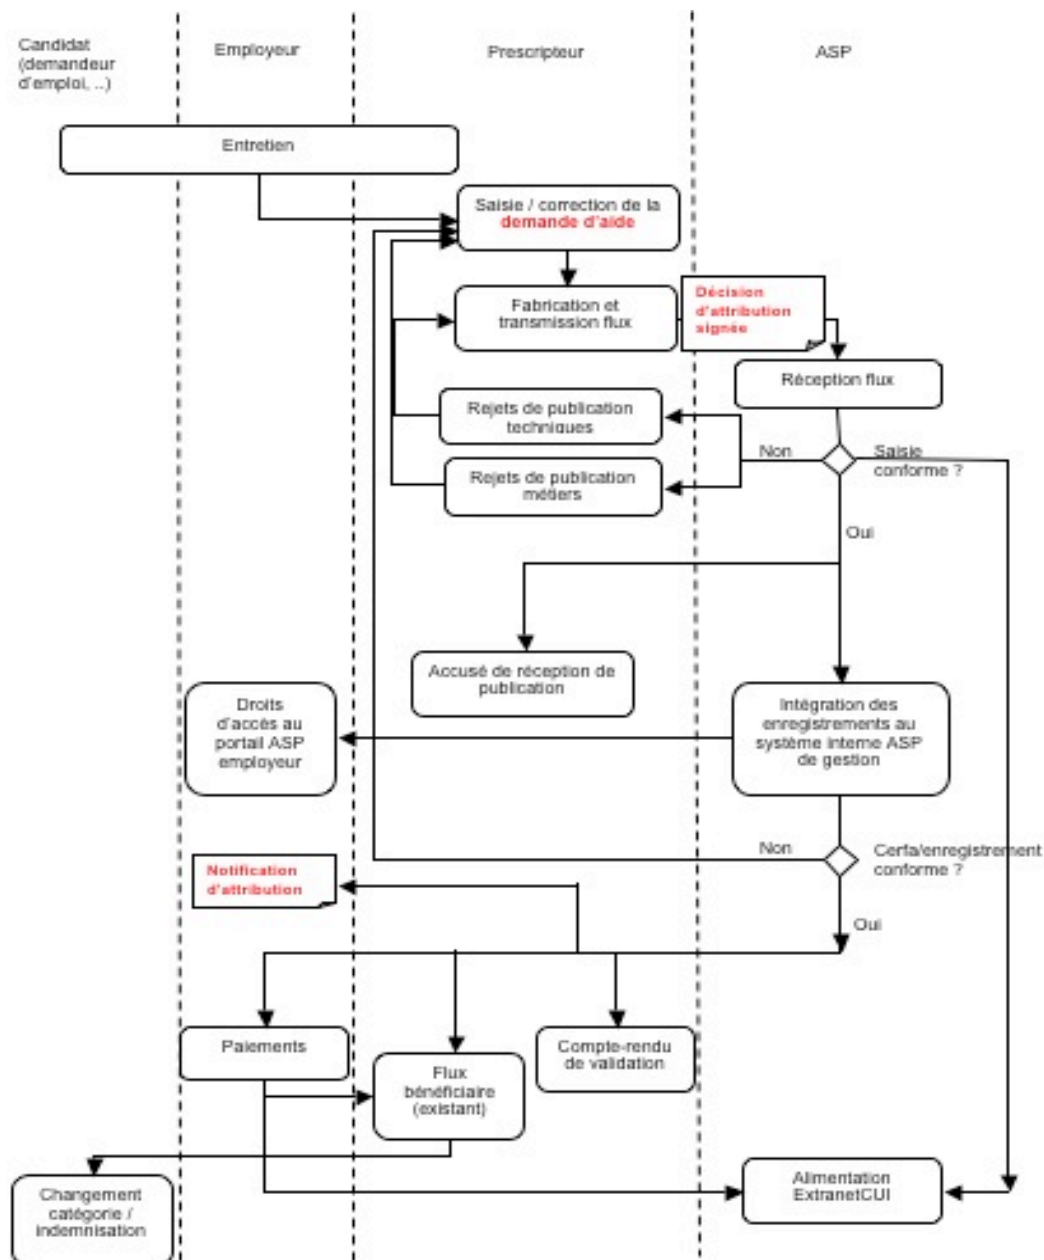 Candidat
(demandeur
d'emploi, ..)
Employeur
Prescripteur
ASP
Entretien
Saisie / correction de la
demande d'aide
Fabrication et
transmission flux
Décision
d'attribution
signée
Réception flux
Rejets de publication
techniques
Non
Saisie
conforme ?
Rejets de publication
métiers
Oui
Accusé de réception de
publication
Droits
d'accès au
portail ASP
employeur
Intégration des
enregistrements au
système interne ASP
de gestion
Non
Cerfa/enregistrement
conforme ?
Notification
d'attribution
Oui
Paiements
Flux
bénéficiaire
(existant)
Compte-rendu
de validation
Changement
catégorie /
indemnisation
Alimentation
ExtranetCUI